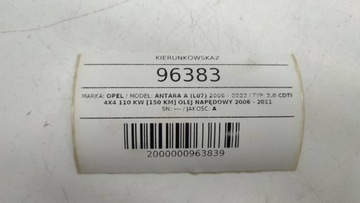 KIERUNKOWSKAZ
96383
MARKA: OPEL / MODEL: ANTARA A (L07) 2006 - 2022 / TYP: 2.0 CDTI
4X4 110 KW [150 KM] OLEJ NAPĘDOWY 2006 - 2011
SN: --- / JAKOŚĆ: A
2000000963839